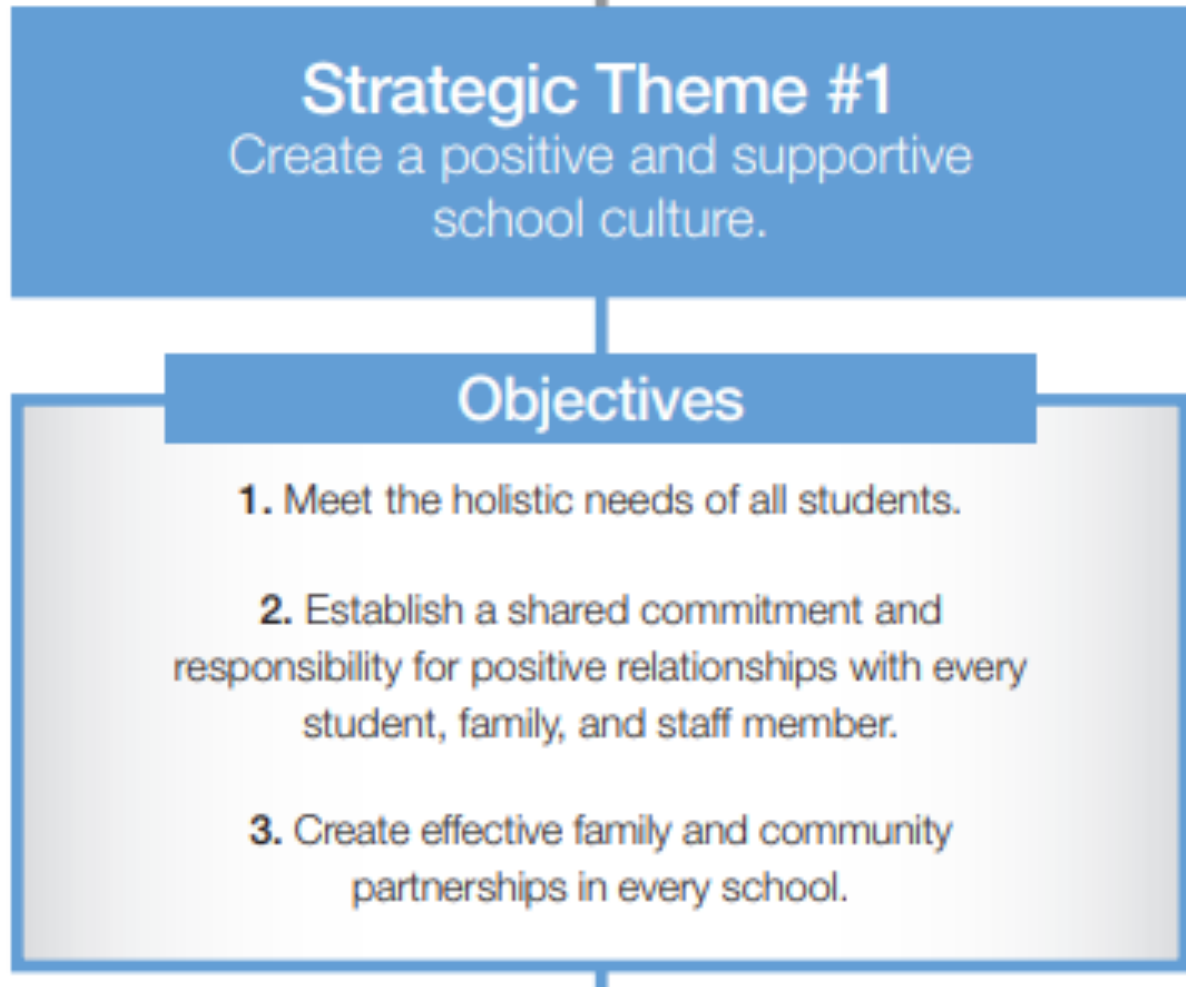 Strategic Theme #1
Create a positive and supportive
school culture.
Objectives
1. Meet the holistic needs of all students.
2. Establish a shared commitment and
responsibility for positive relationships with every
student, family, and staff member.
3. Create effective family and community
partnerships in every school.